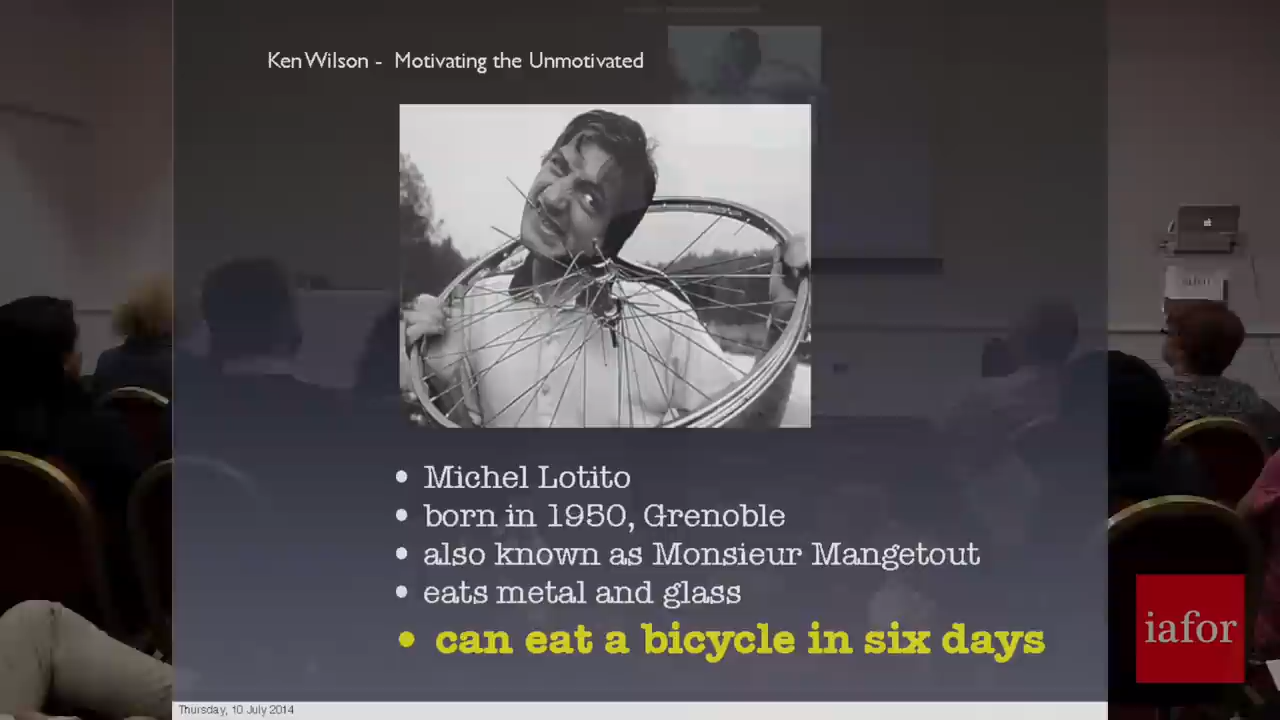 Ken Wilson - Motivating the Unmotivated
• Michel Lotito
• born in 1950, Grenoble
• also known as Monsieur Mangetout
• eats metal and glass
• can eat a bicycle in six days
iafor
iafor
Thursday, 10 July 2014